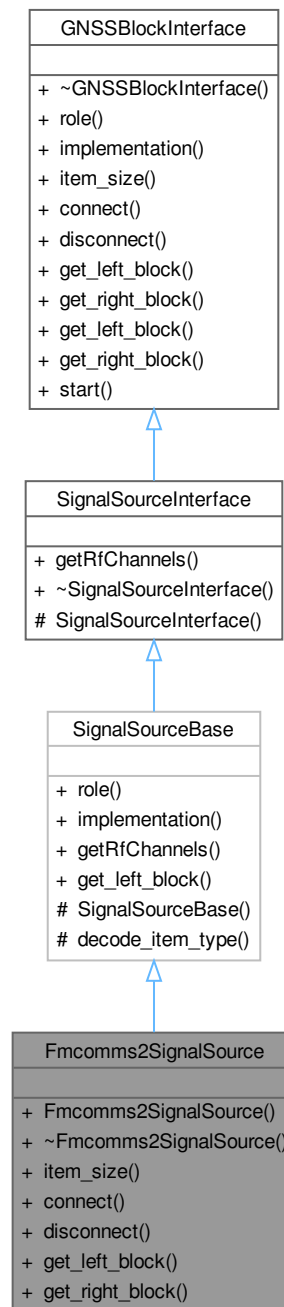 GNSSBlockInterface
+ ~GNSSBlockInterface()
+ role()
+ implementation()
+ item_size()
+ connect()
+ disconnect()
+ get_left_block()
+ get_right_block()
+ get_left_block()
+ get_right_block()
+ start()
SignalSourceInterface
+ getRfChannels()
+ ~SignalSourceInterface()
# SignalSourceInterface()
SignalSourceBase
+ role()
+ implementation()
+ getRfChannels()
+ get_left_block()
# SignalSourceBase()
# decode_item_type()
Fmcomms2SignalSource
+ Fmcomms2SignalSource()
+ ~Fmcomms2SignalSource()
+ item_size()
+ connect()
+ disconnect()
+ get_left_block()
+ get_right_block()